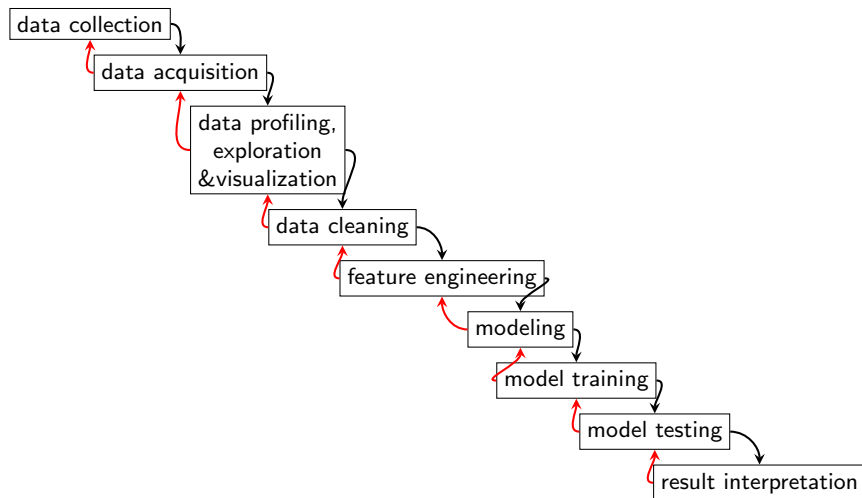 data collection
data acquisition
data profiling,
exploration
&visualization
data cleaning
feature engineering
modeling
model training
model testing
result interpretation